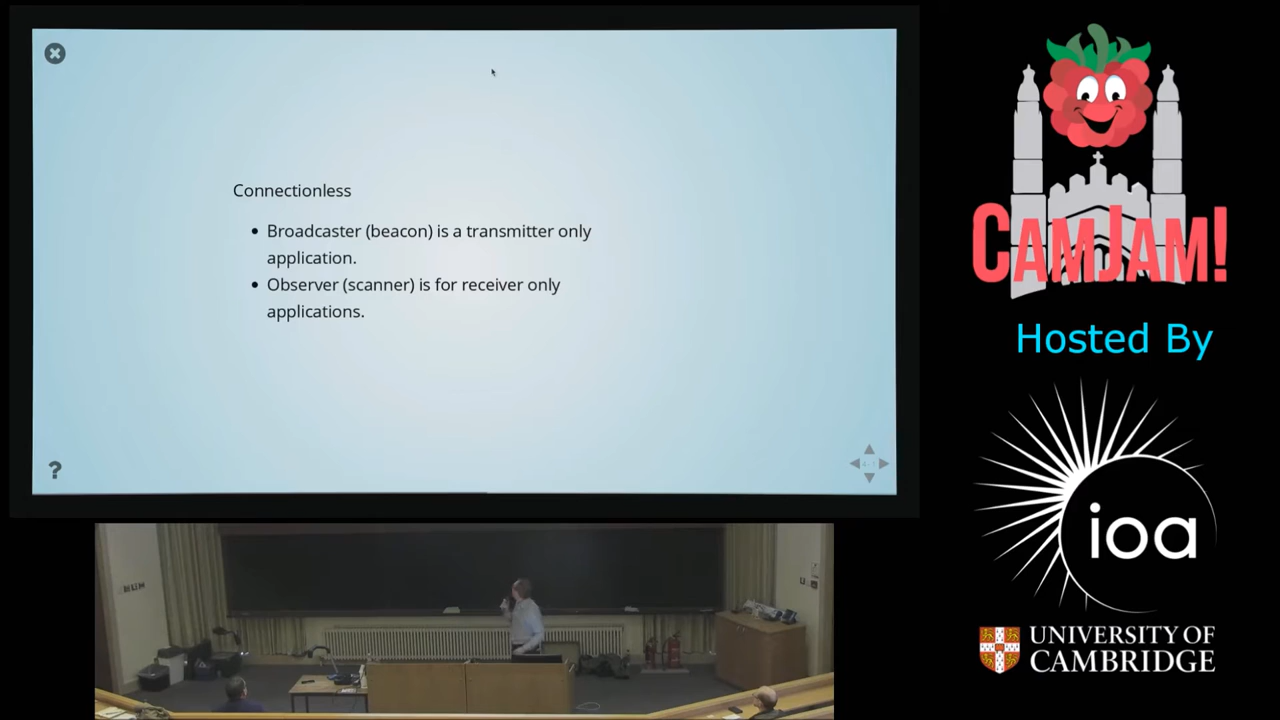 Connectionless
• Broadcaster (beacon) is a transmitter only
application.
• Observer (scanner) is for receiver only
applications.
?
CAMJAM!
Hosted By
ioa
UNIVERSITY OF
CAMBRIDGE